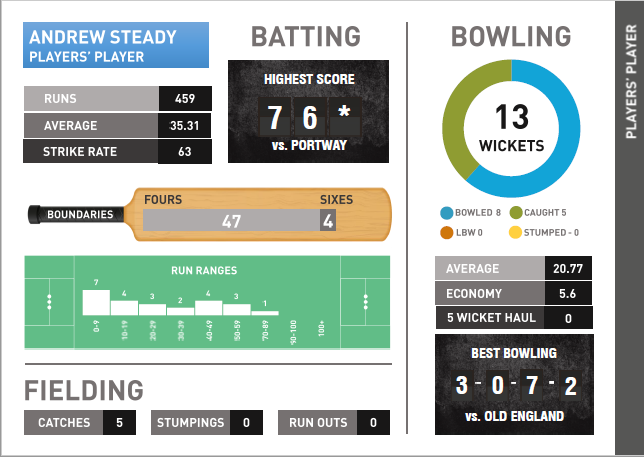 ANDREW STEADY
PLAYERS' PLAYER
RUNS 459
AVERAGE 35.31
STRIKE RATE 63
BATTING
HIGHEST SCORE
7 6 *
vs. PORTWAY
BOUNDARIES
FOURS SIXES
47 4
RUN RANGES
7 4 3 2 4 3 1
0-9 10-19 20-29 30-39 40-49 50-59 70-89 90-100 100+
FIELDING
CATCHES 5 STUMPINGS 0 RUN OUTS 0
BOWLING
13
WICKETS
BOWLED 8 CAUGHT 5
LBW 0 STUMPED - 0
AVERAGE 20.77
ECONOMY 5.6
5 WICKET HAUL 0
BEST BOWLING
3 - 0 - 7 - 2
vs. OLD ENGLAND
PLAYERS' PLAYER